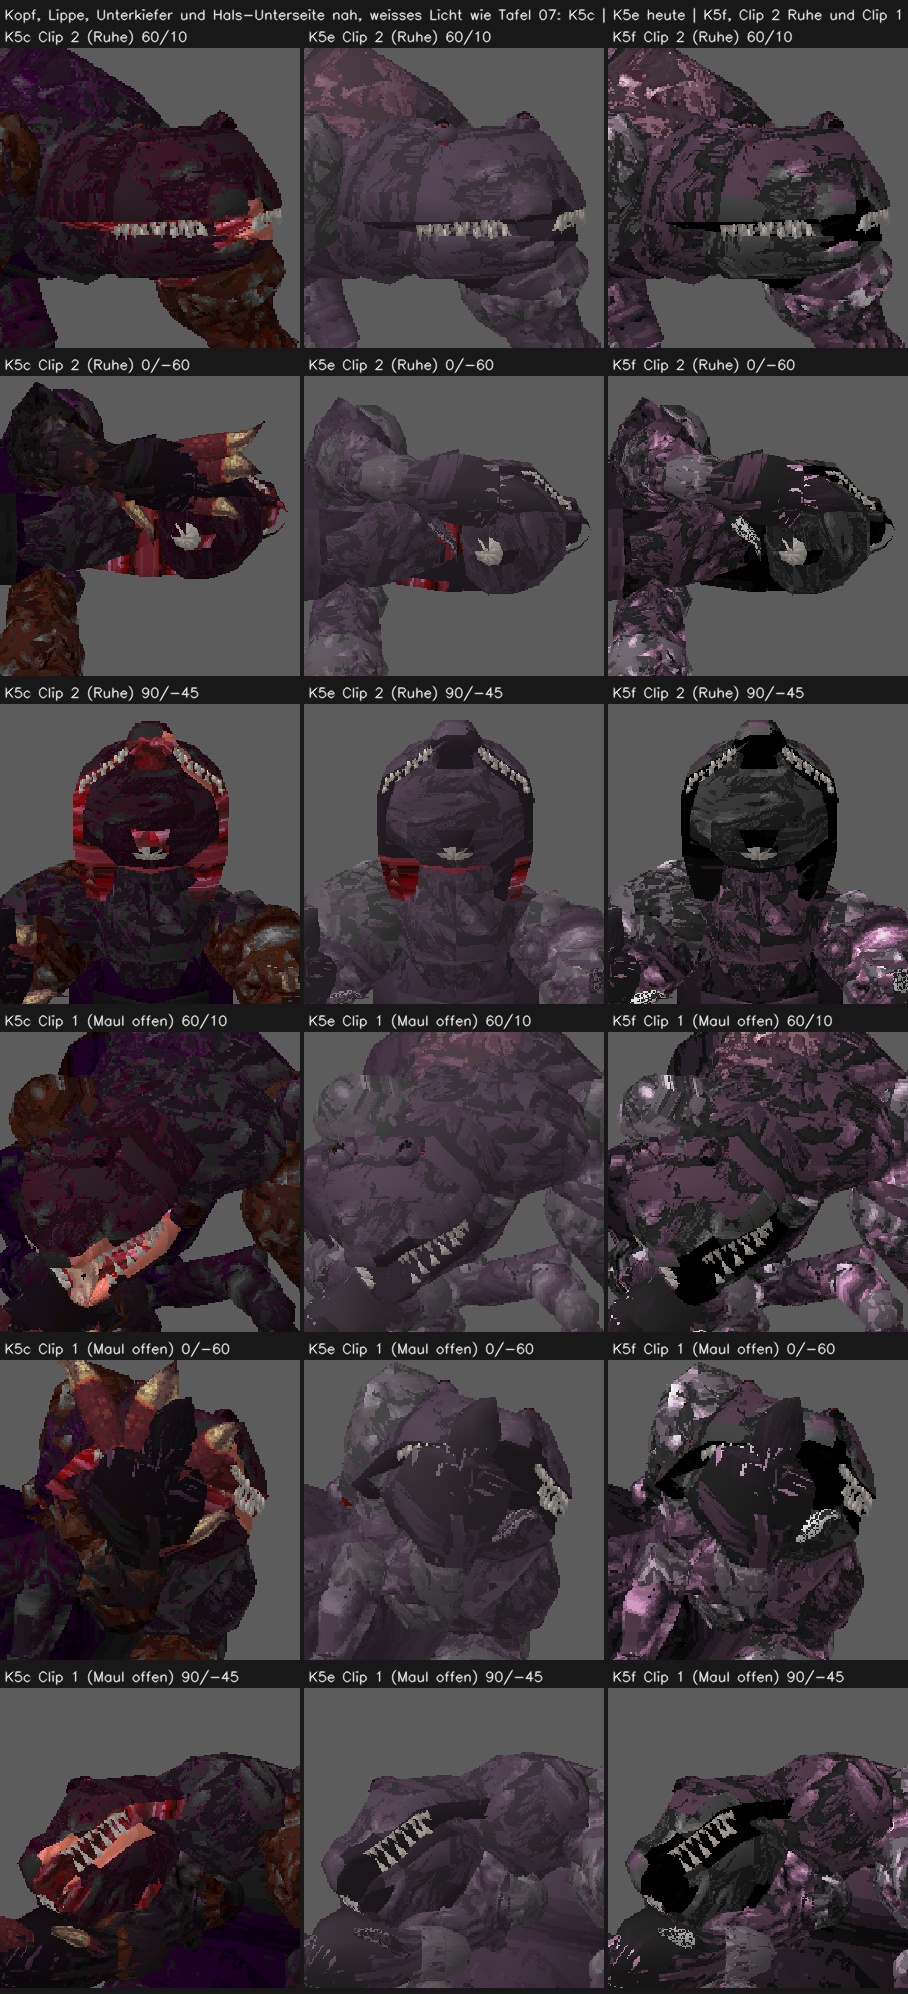 Kopf, Lippe, Unterkiefer und Hals-Unterseite nah, weisses Licht wie Tafel 07: K5c | K5e heute | K5f, Clip 2 Ruhe und Clip 1
K5c Clip 2 (Ruhe) 60/10 K5e Clip 2 (Ruhe) 60/10 K5f Clip 2 (Ruhe) 60/10
K5c Clip 2 (Ruhe) 0/-60 K5e Clip 2 (Ruhe) 0/-60 K5f Clip 2 (Ruhe) 0/-60
K5c Clip 2 (Ruhe) 90/-45 K5e Clip 2 (Ruhe) 90/-45 K5f Clip 2 (Ruhe) 90/-45
K5c Clip 1 (Maul offen) 60/10 K5e Clip 1 (Maul offen) 60/10 K5f Clip 1 (Maul offen) 60/10
K5c Clip 1 (Maul offen) 0/-60 K5e Clip 1 (Maul offen) 0/-60 K5f Clip 1 (Maul offen) 0/-60
K5c Clip 1 (Maul offen) 90/-45 K5e Clip 1 (Maul offen) 90/-45 K5f Clip 1 (Maul offen) 90/-45